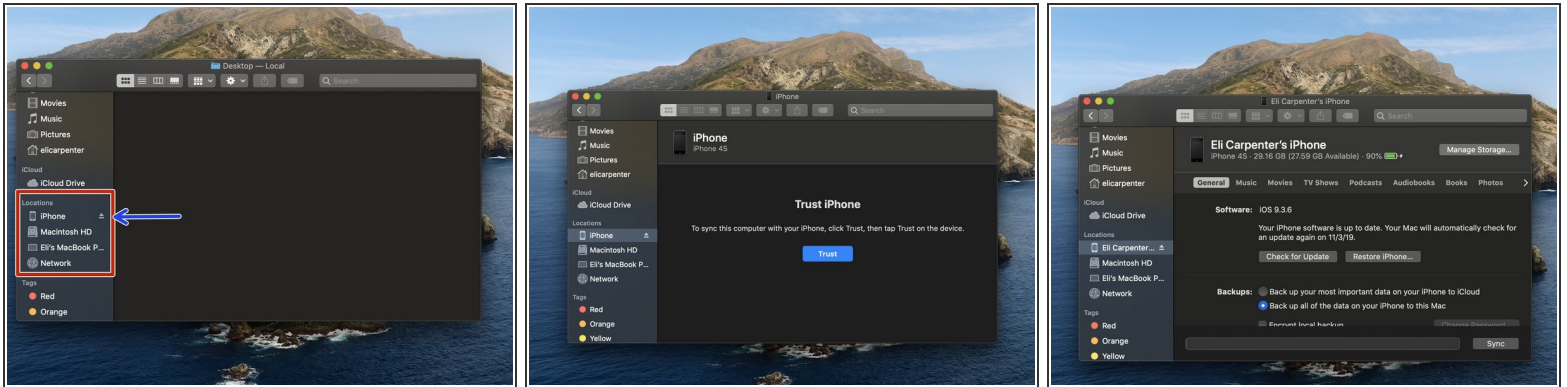 Desktop — Local
Search
Movies
Music
Pictures
elicarpenter
iCloud
iCloud Drive
Locations
iPhone
Macintosh HD
Eli's MacBook P...
Network
Tags
Red
Orange
iPhone
Search
Movies
Music
Pictures
elicarpenter
iCloud
iCloud Drive
Locations
iPhone
Macintosh HD
Eli's MacBook P...
Network
Tags
Red
Orange
Yellow
iPhone
iPhone 4S
Trust iPhone
To sync this computer with your iPhone, click Trust, then tap Trust on the device.
Trust
Eli Carpenter's iPhone
Search
Movies
Music
Pictures
elicarpenter
iCloud
iCloud Drive
Locations
Eli Carpenter...
Macintosh HD
Eli's MacBook P...
Network
Tags
Red
Orange
Yellow
Eli Carpenter's iPhone
iPhone 4S · 29.16 GB (27.59 GB Available) · 90%
Manage Storage...
General Music Movies TV Shows Podcasts Audiobooks Books Photos
Software: iOS 9.3.6
Your iPhone software is up to date. Your Mac will automatically check for
an update again on 11/3/19.
Check for Update Restore iPhone...
Backups: Back up your most important data on your iPhone to iCloud
Back up all of the data on your iPhone to this Mac
Encrypt local backup Change Password...
Sync